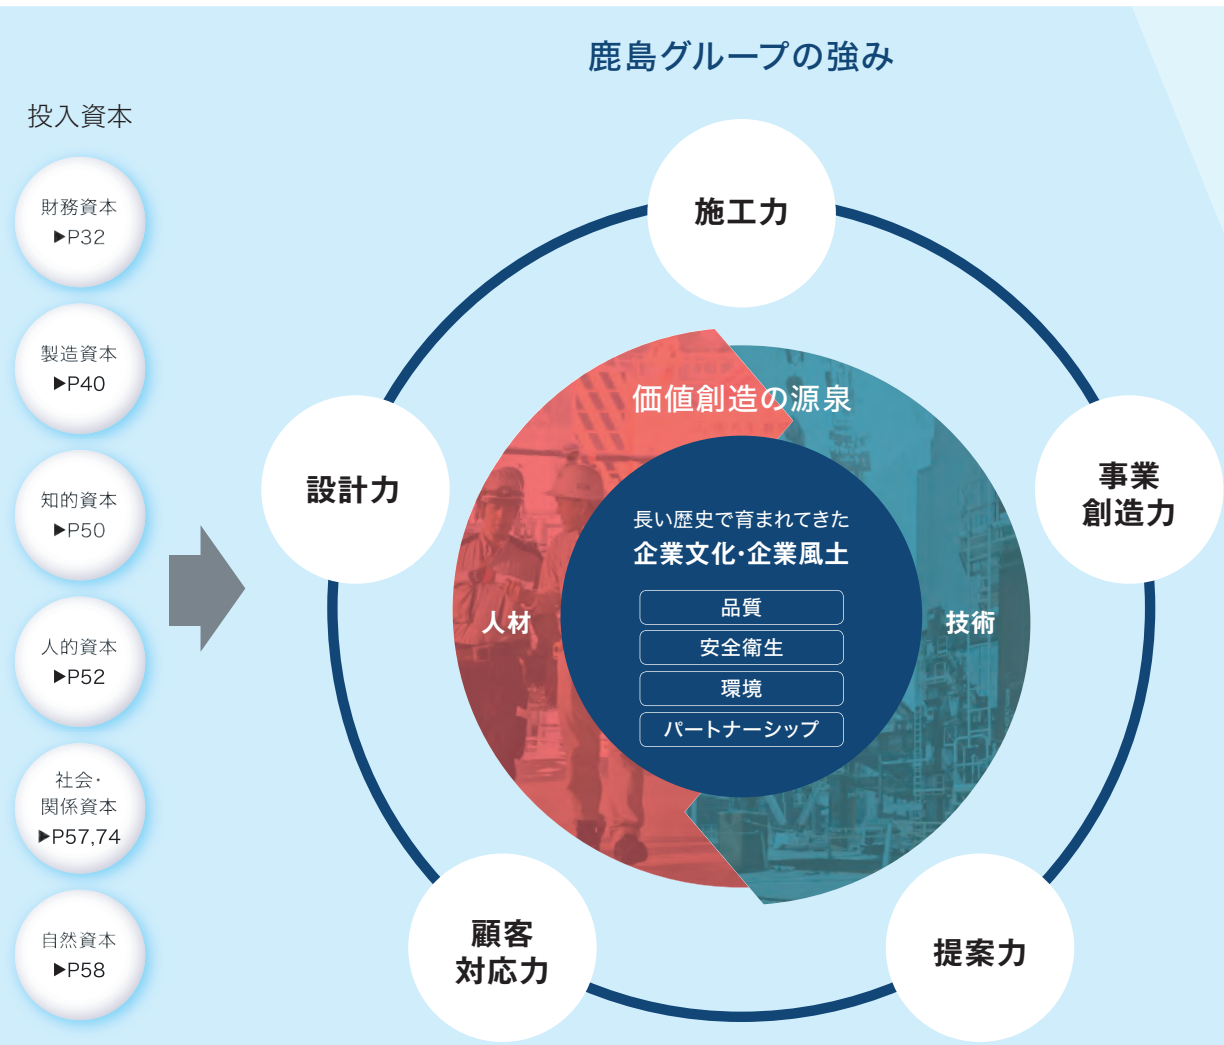 鹿島グループの強み
投入資本
財務資本
▶P32
製造資本
▶P40
知的資本
▶P50
人的資本
▶P52
社会・
関係資本
▶P57,74
自然資本
▶P58
施工力
設計力
事業
創造力
顧客
対応力
提案力
価値創造の源泉
人材
技術
長い歴史で育まれてきた
企業文化・企業風土
品質
安全衛生
環境
パートナーシップ